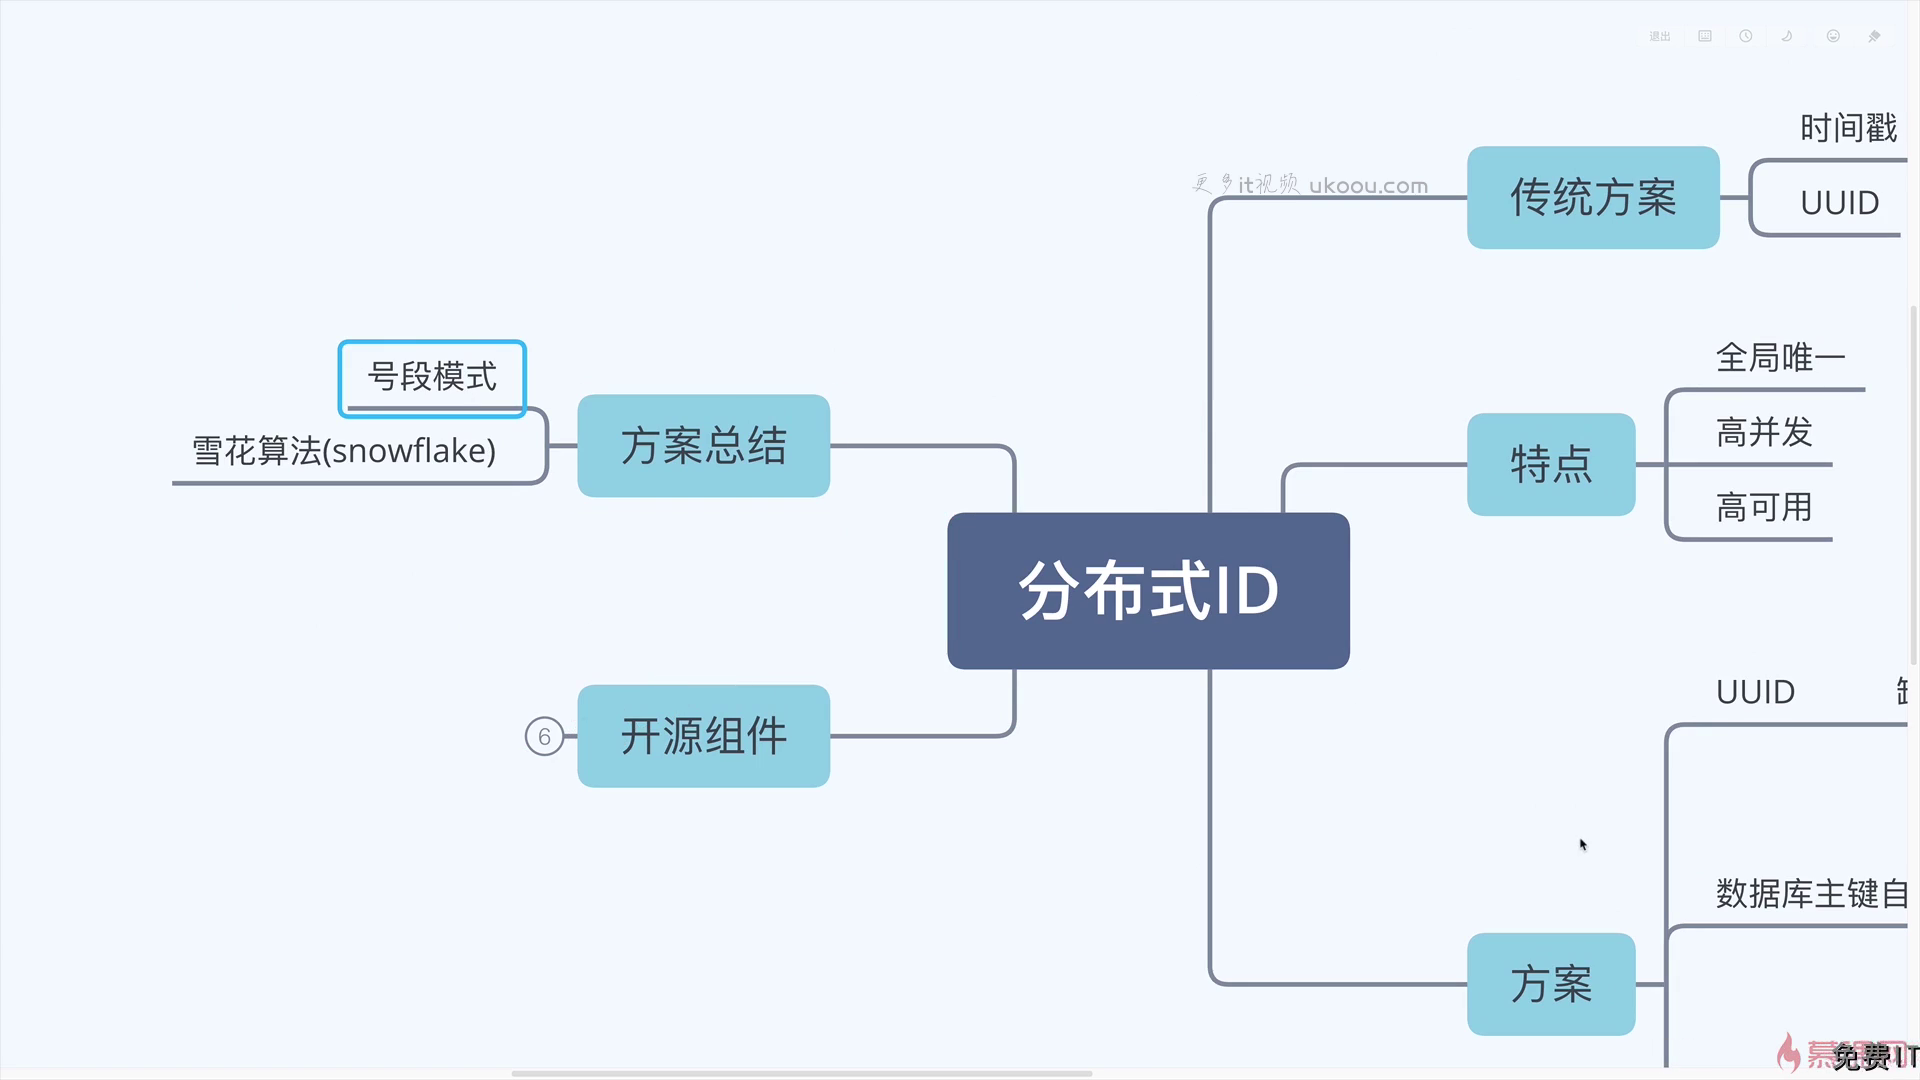 退出
时间戳
更多it视频 ukoou.com
传统方案
UUID
全局唯一
号段模式
高并发
方案总结
特点
雪花算法(snowflake)
高可用
分布式ID
UUID
开源组件
6
数据库主键自
方案
免费IT